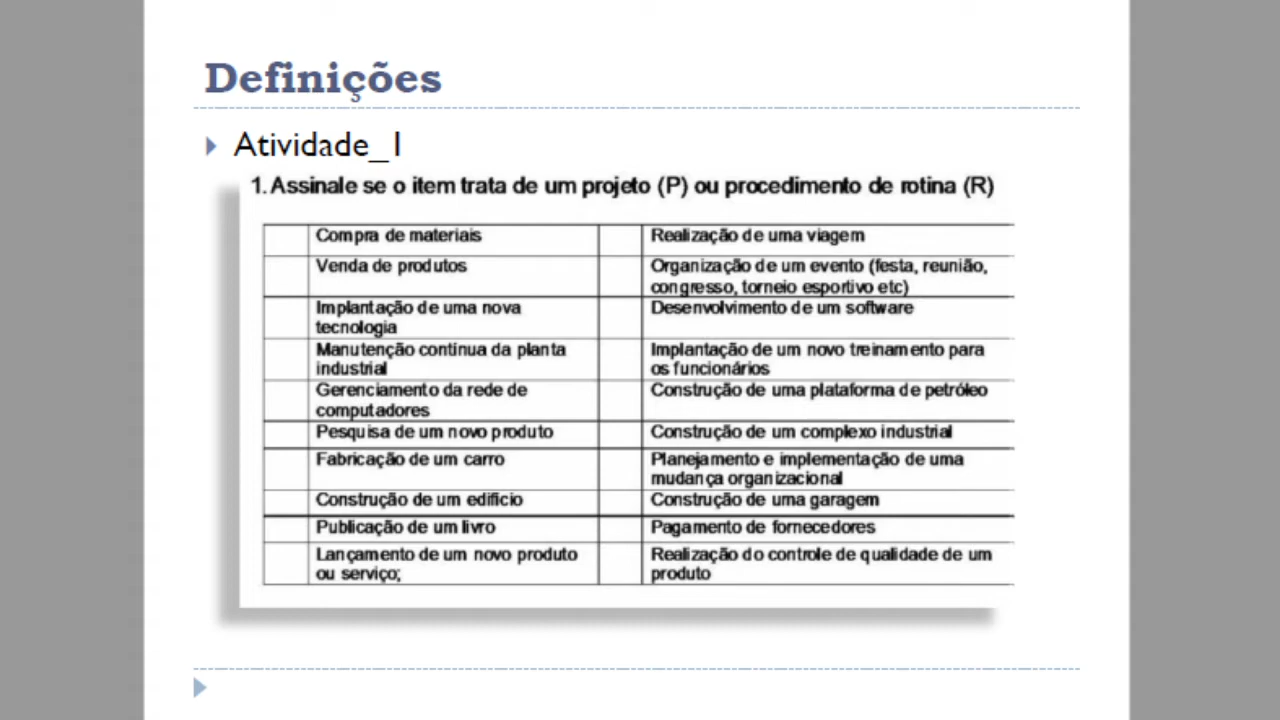 Definições
Atividade_1
1. Assinale se o item trata de um projeto (P) ou procedimento de rotina (R)
Compra de materiais
Realização de uma viagem
Venda de produtos
Organização de um evento (festa, reunião,
congresso, torneio esportivo etc)
Implantação de uma nova
tecnologia
Desenvolvimento de um software
Manutenção contínua da planta
industrial
Implantação de um novo treinamento para
os funcionários
Gerenciamento da rede de
computadores
Construção de uma plataforma de petróleo
Pesquisa de um novo produto
Construção de um complexo industrial
Fabricação de um carro
Planejamento e implementação de uma
mudança organizacional
Construção de um edifício
Construção de uma garagem
Publicação de um livro
Pagamento de fornecedores
Lançamento de um novo produto
ou serviço;
Realização do controle de qualidade de um
produto